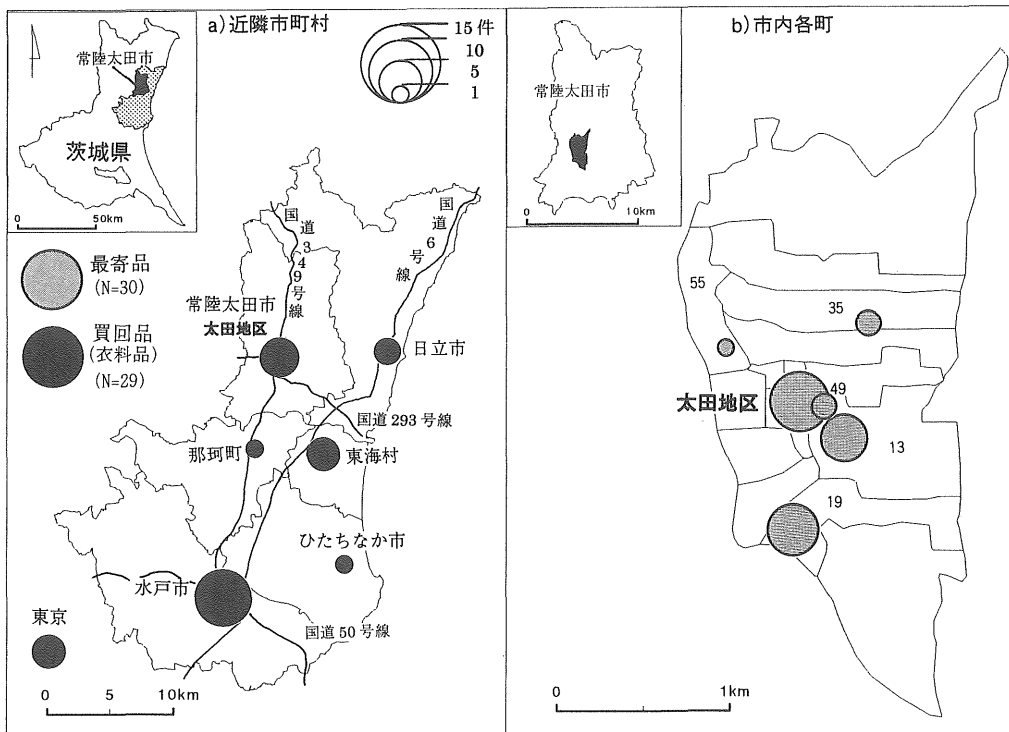 a)近隣市町村
常陸太田市
茨城県
0 50km
15件
10
5
1
最寄品
(N=30)
買回品
(衣料品)
(N=29)
国道349号線
国道6号線
常陸太田市
太田地区
日立市
国道293号線
那珂町
東海村
ひたちなか市
水戸市
東京
国道50号線
0 5 10km
b)市内各町
常陸太田市
0 10km
55
35
49
太田地区
13
19
0 1km